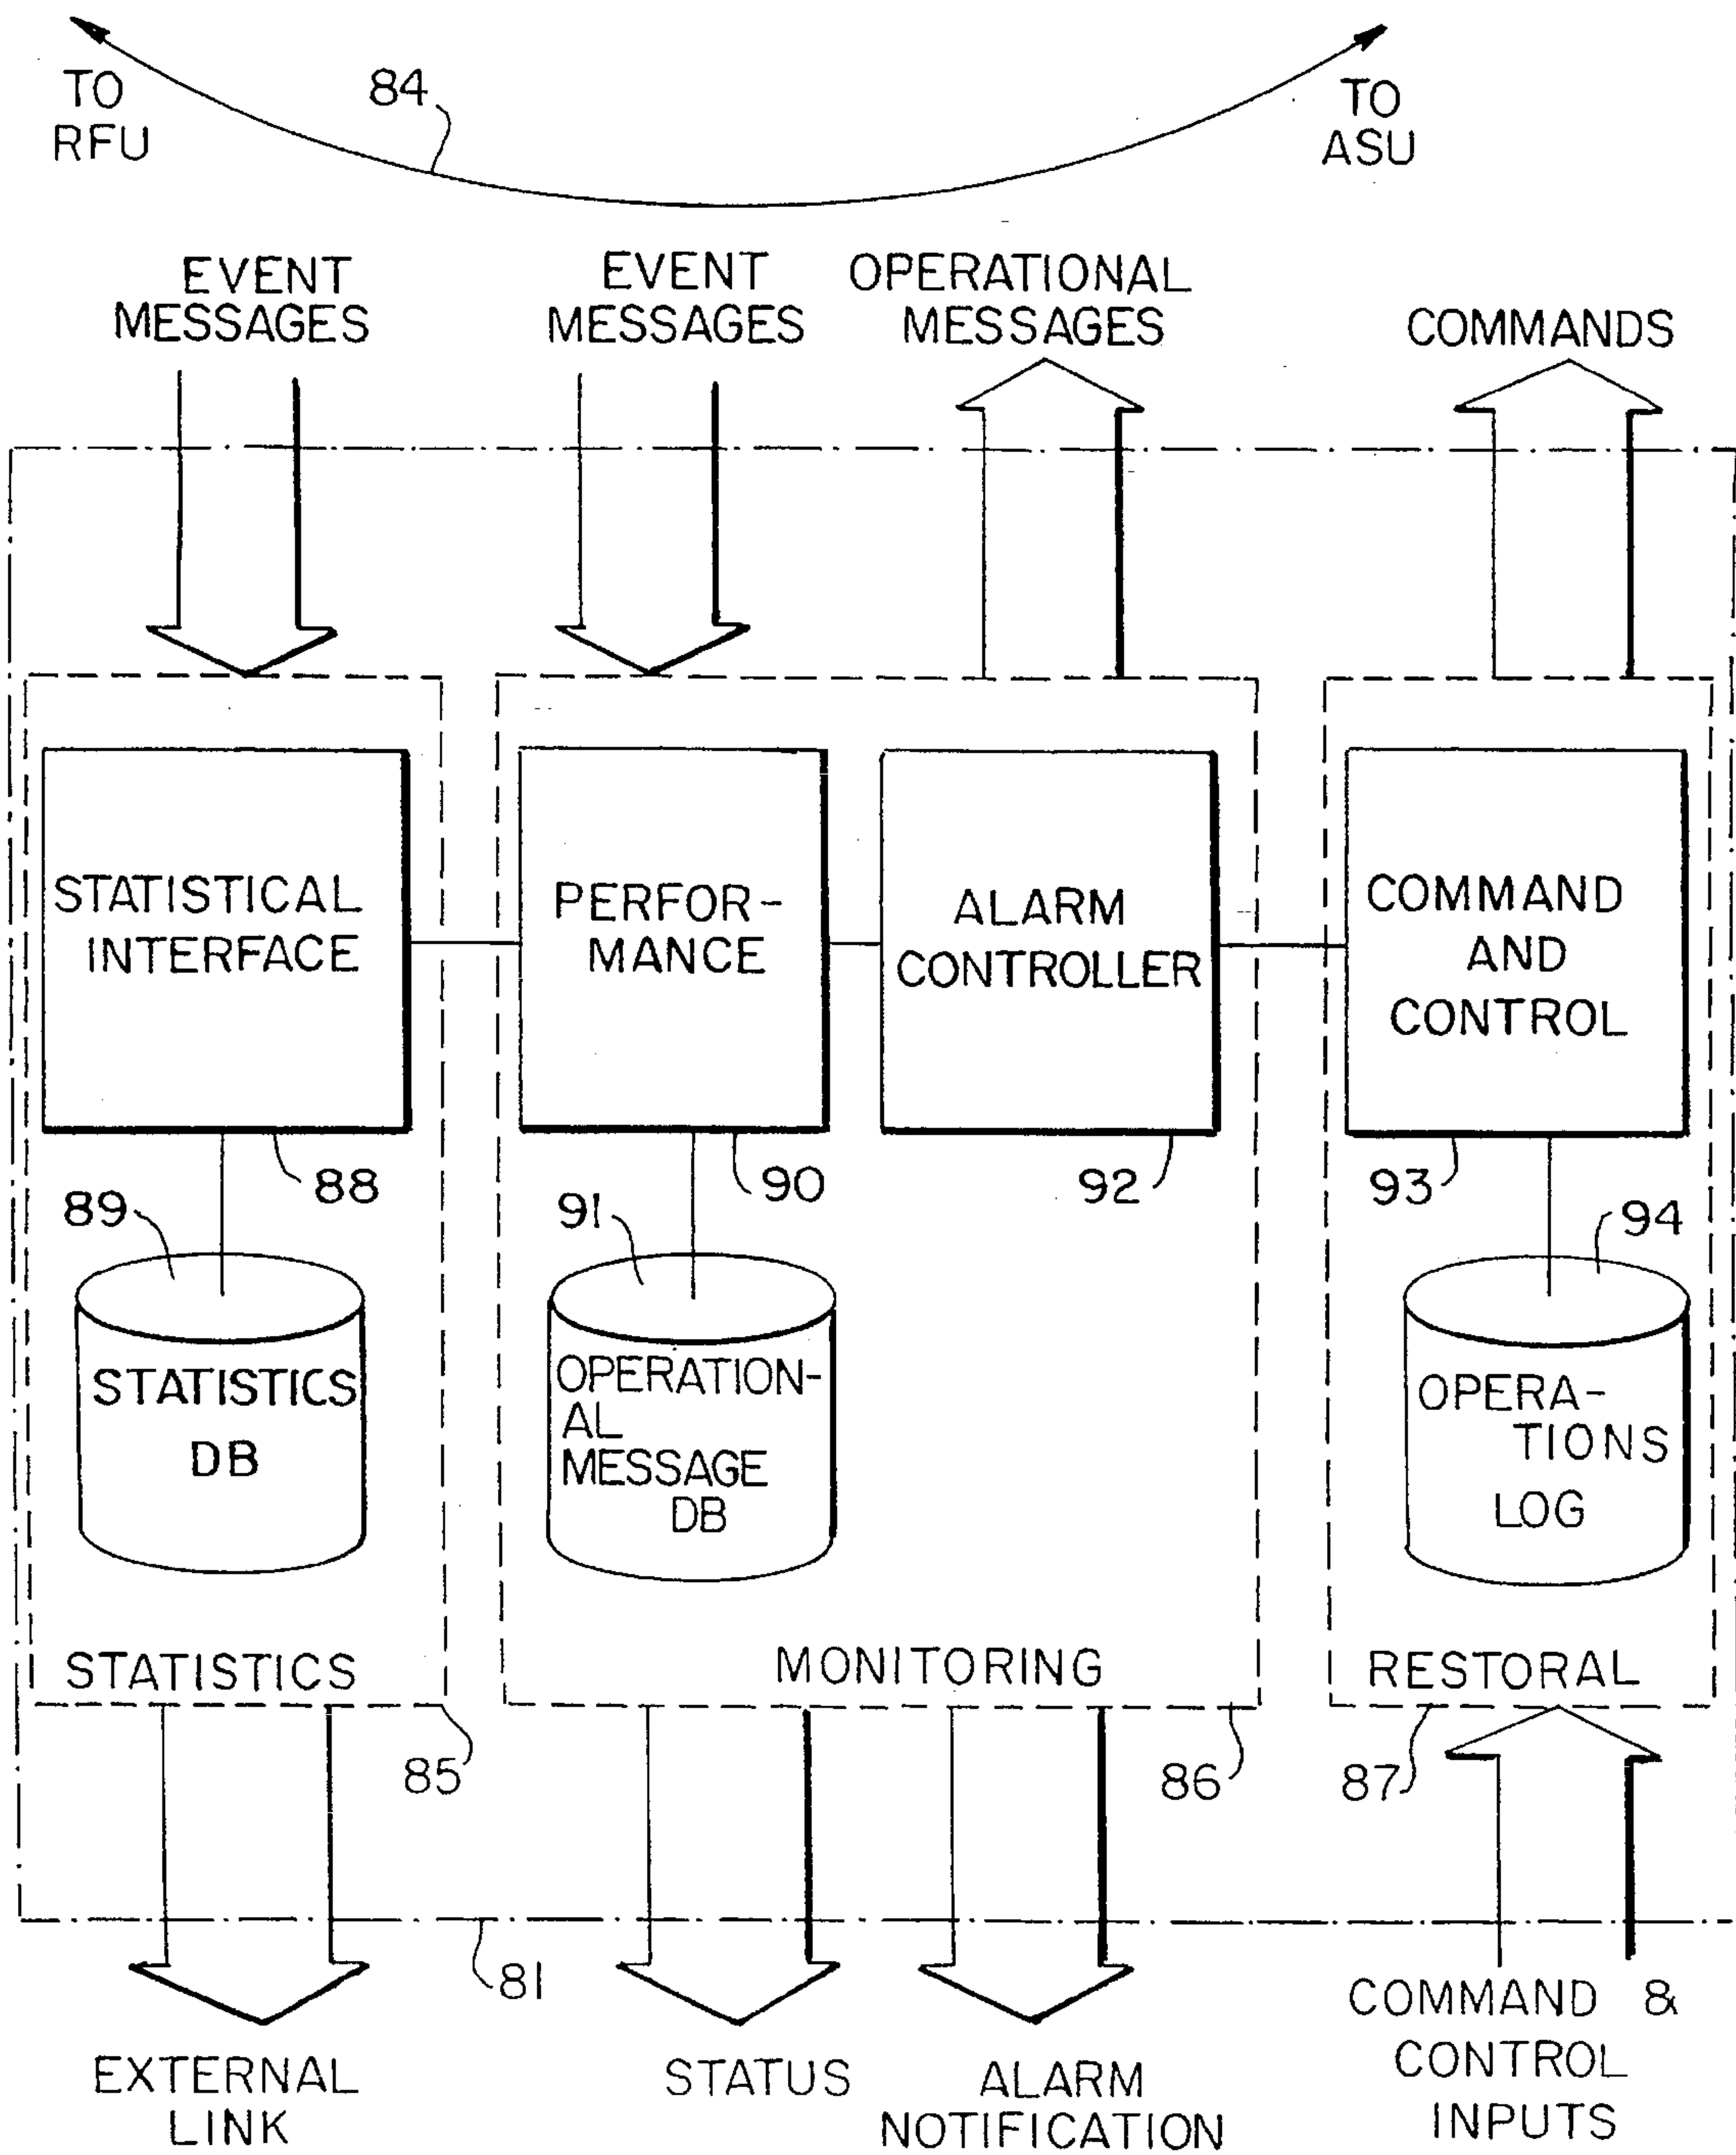 TO
RFU
84
TO
ASU
EVENT
MESSAGES
EVENT
MESSAGES
OPERATIONAL
MESSAGES
COMMANDS
STATISTICAL
INTERFACE
PERFOR-
MANCE
ALARM
CONTROLLER
COMMAND
AND
CONTROL
88
90
92
93
89
91
94
STATISTICS
DB
OPERATION-
AL
MESSAGE
DB
OPERA-
TIONS
LOG
STATISTICS
MONITORING
RESTORAL
85
86
87
81
EXTERNAL
LINK
STATUS
ALARM
NOTIFICATION
COMMAND &
CONTROL
INPUTS